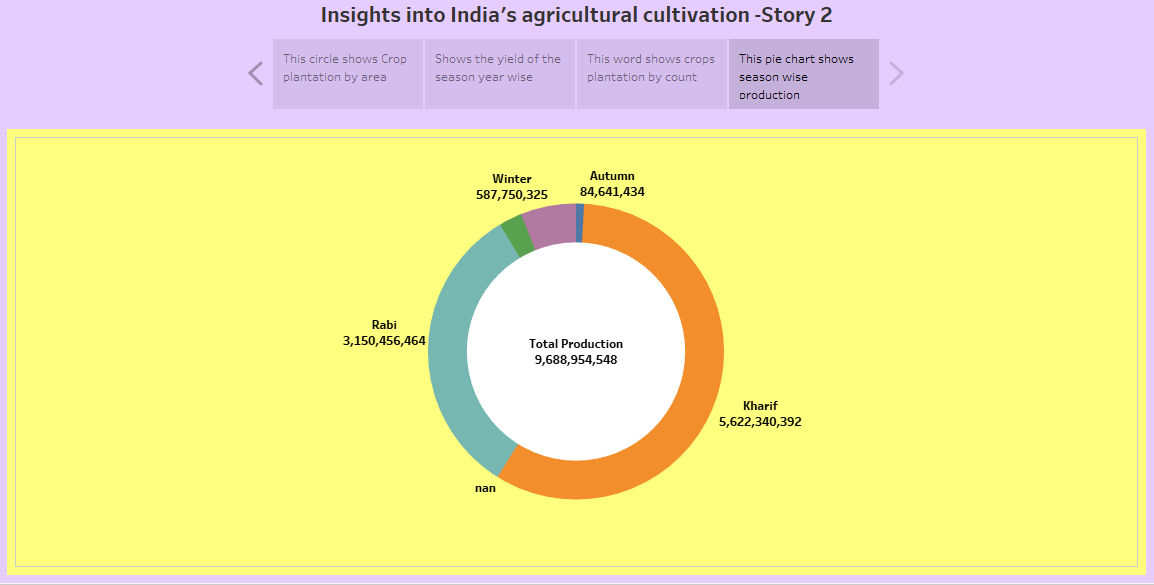 Insights into India's agricultural cultivation -Story 2
This circle shows Crop
plantation by area
Shows the yield of the
season year wise
This word shows crops
plantation by count
This pie chart shows
season wise
production
Winter
587,750,325
Autumn
84,641,434
Rabi
3,150,456,464
Total Production
9,688,954,548
Kharif
5,622,340,392
nan